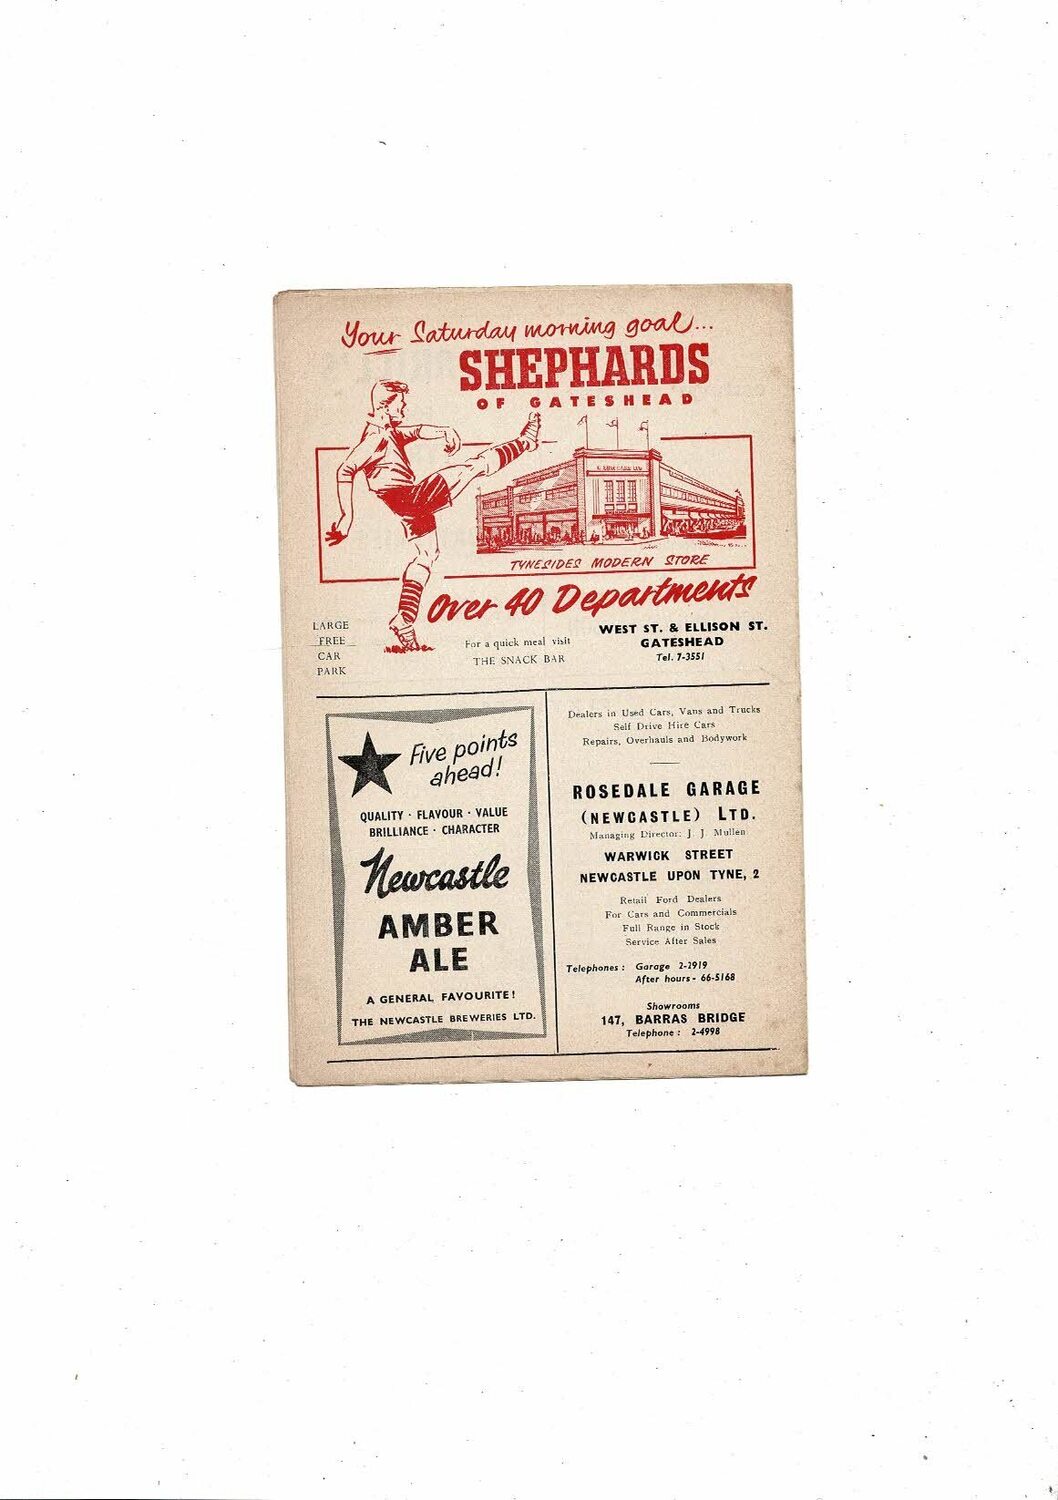 Your Saturday morning goal...
SHEPHARDS
OF GATESHEAD
TYNESIDES MODERN STORE
Over 40 Departments
LARGE
FREE
CAR
PARK
For a quick meal visit
THE SNACK BAR
WEST ST. & ELLISON ST.
GATESHEAD
Tel. 7-3551
Five points
ahead!
QUALITY · FLAVOUR · VALUE
BRILLIANCE · CHARACTER
Newcastle
AMBER
ALE
A GENERAL FAVOURITE!
THE NEWCASTLE BREWERIES LTD.
Dealers in Used Cars, Vans and Trucks
Self Drive Hire Cars
Repairs, Overhauls and Bodywork
ROSEDALE GARAGE
(NEWCASTLE) LTD.
Managing Director: J. J. Mullen
WARWICK STREET
NEWCASTLE UPON TYNE, 2
Retail Ford Dealers
For Cars and Commercials
Full Range in Stock
Service After Sales
Telephones : Garage 2-2919
After hours - 66-5168
Showrooms
147, BARRAS BRIDGE
Telephone : 2-4998